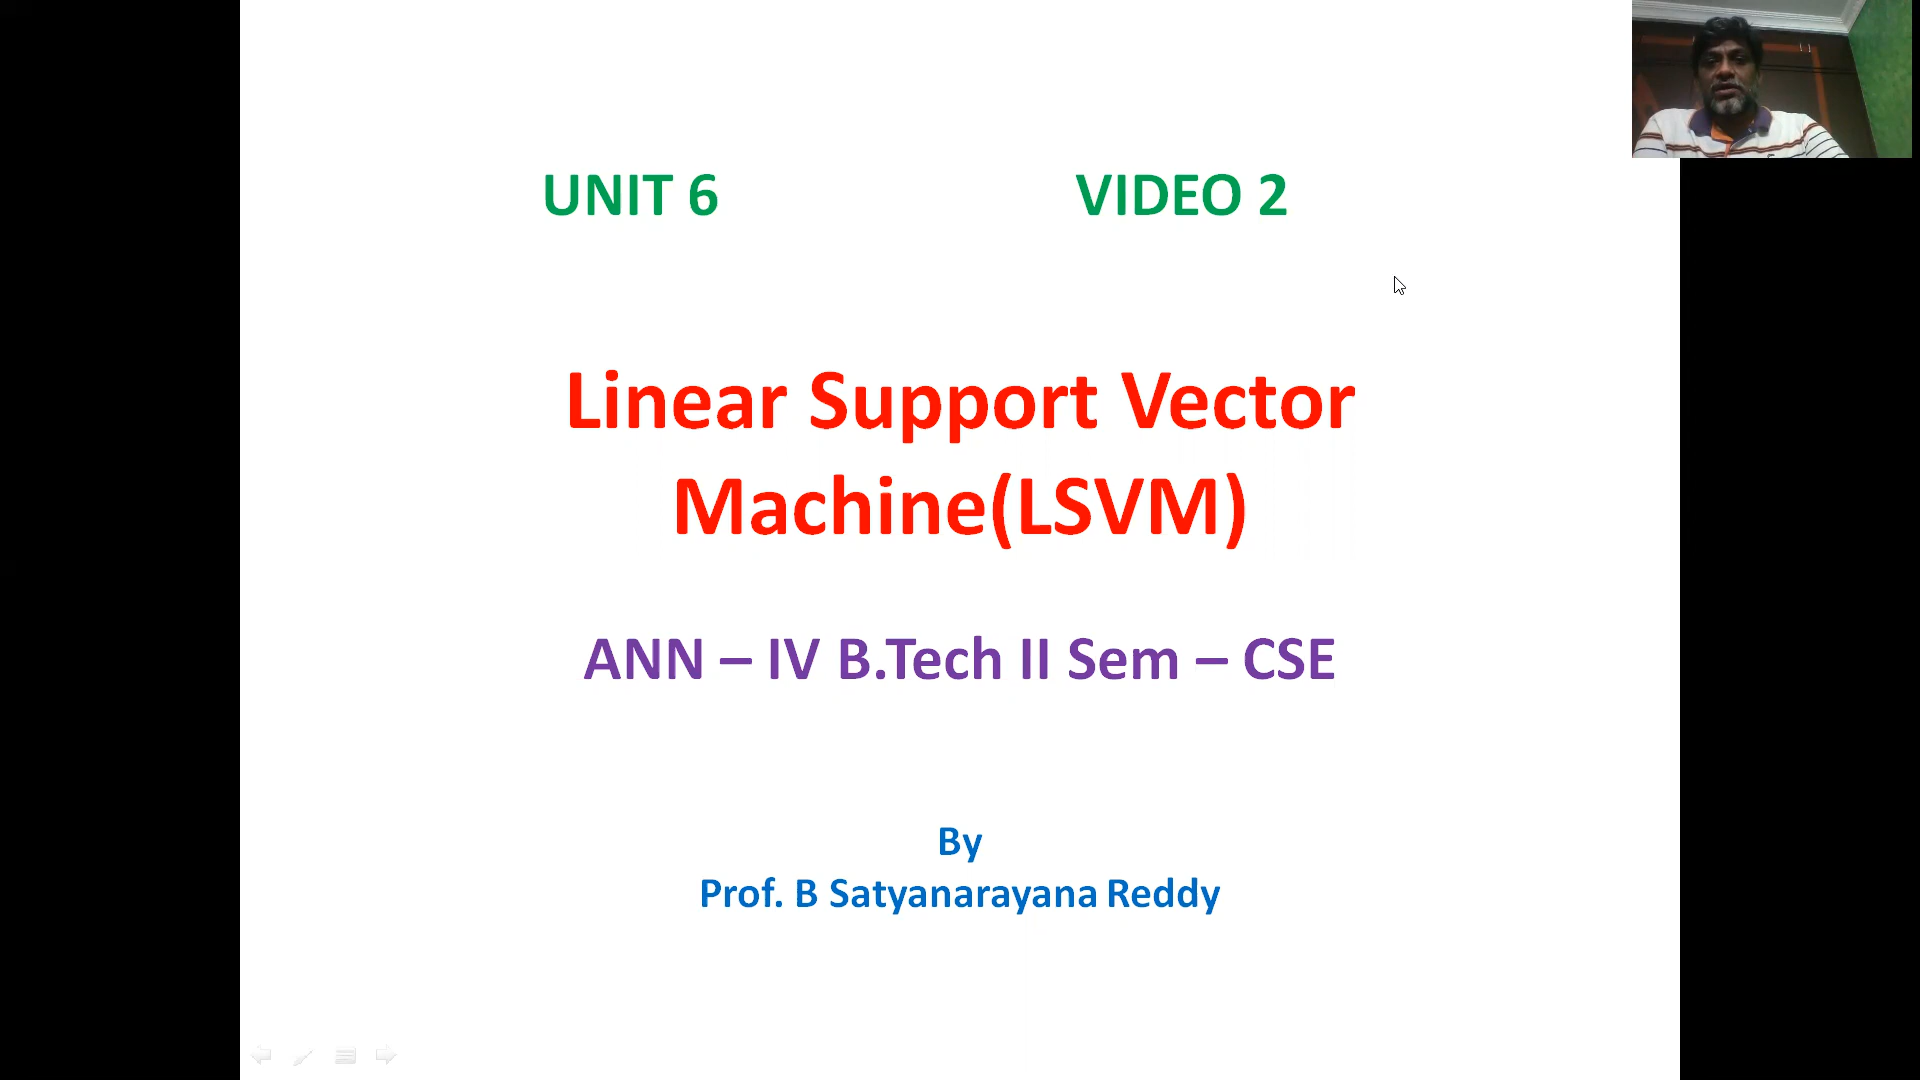 UNIT 6 VIDEO 2
Linear Support Vector
Machine(LSVM)
ANN – IV B.Tech II Sem – CSE
By
Prof. B Satyanarayana Reddy